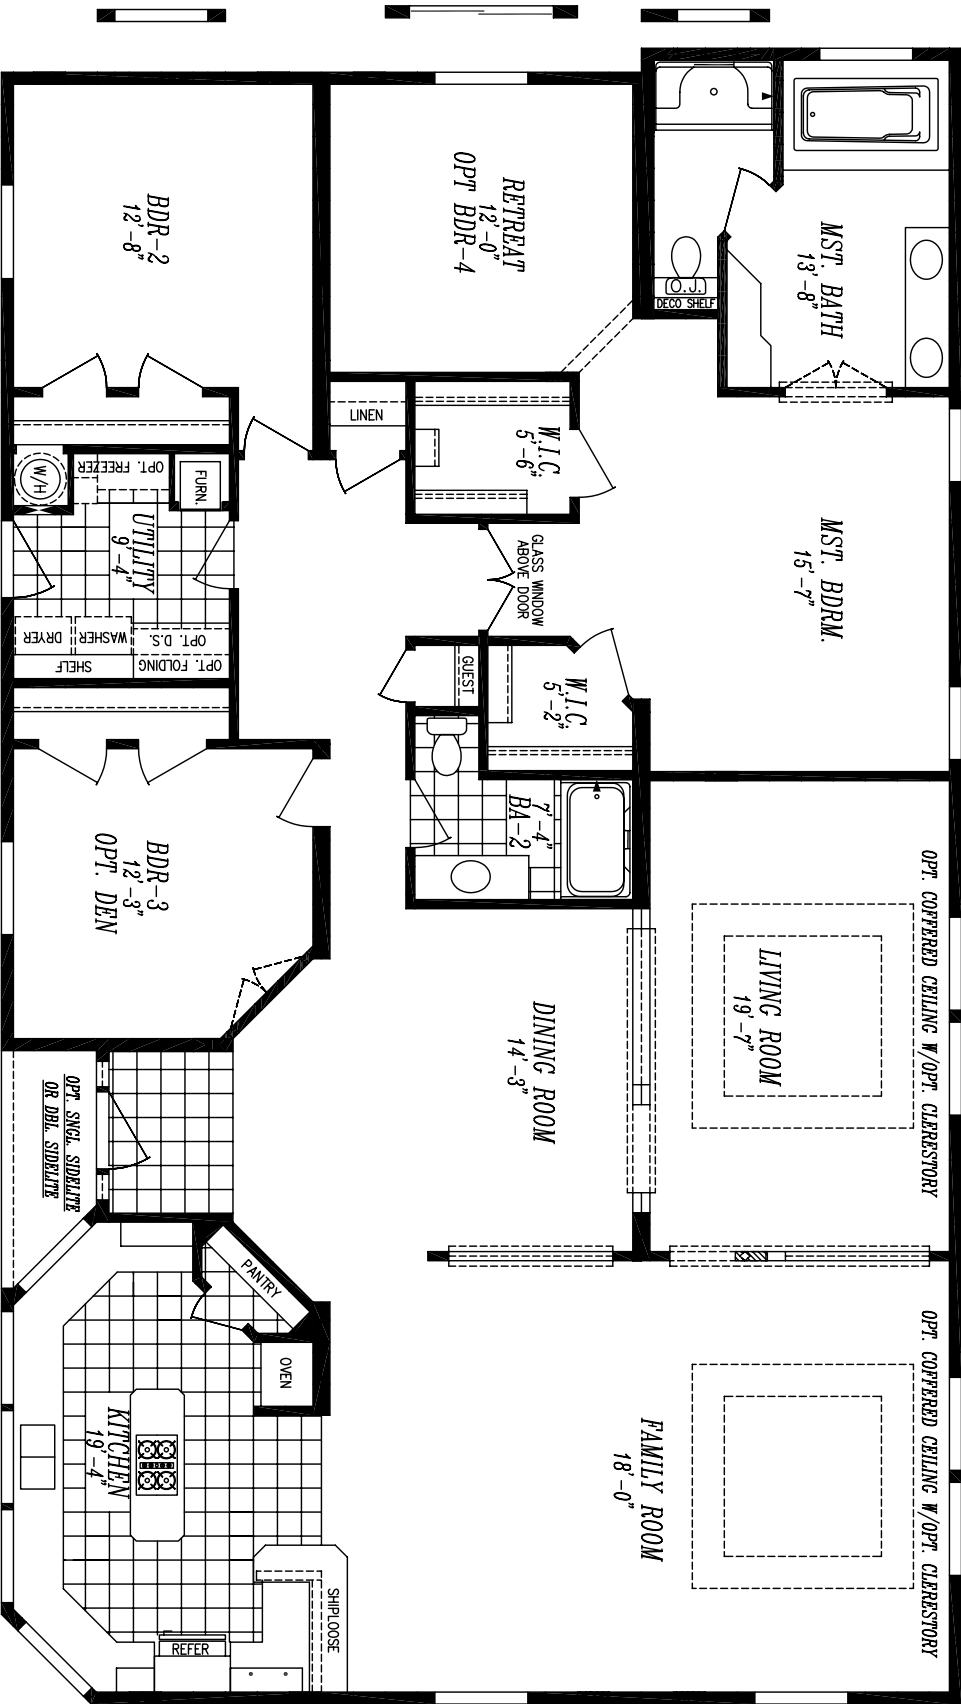 MST. BATH
13'-8"
O.J.
DECO SHELF
RETREAT
12'-0"
OPT BDR-4
BDR-2
12'-8"
LINEN
W.I.C.
5'-6"
MST. BDRM.
15'-7"
GLASS WINDOW
ABOVE DOOR
FURN.
OPT. FREEZER
W/H
UTILITY
9'-4"
OPT. D.S.
WASHER
DRYER
OPT. FOLDING
SHELF
GUEST
W.I.C.
5'-2"
7'-4"
BA-2
BDR-3
12'-3"
OPT. DEN
OPT. COFFERED CEILING W/OPT. CLERESTORY
LIVING ROOM
19'-7"
DINING ROOM
14'-3"
OPT. SNGL. SIDELITE
OR DBL. SIDELITE
PANTRY
OVEN
KITCHEN
19'-4"
OPT. COFFERED CEILING W/OPT. CLERESTORY
FAMILY ROOM
18'-0"
SHIPLOOSE
REFER